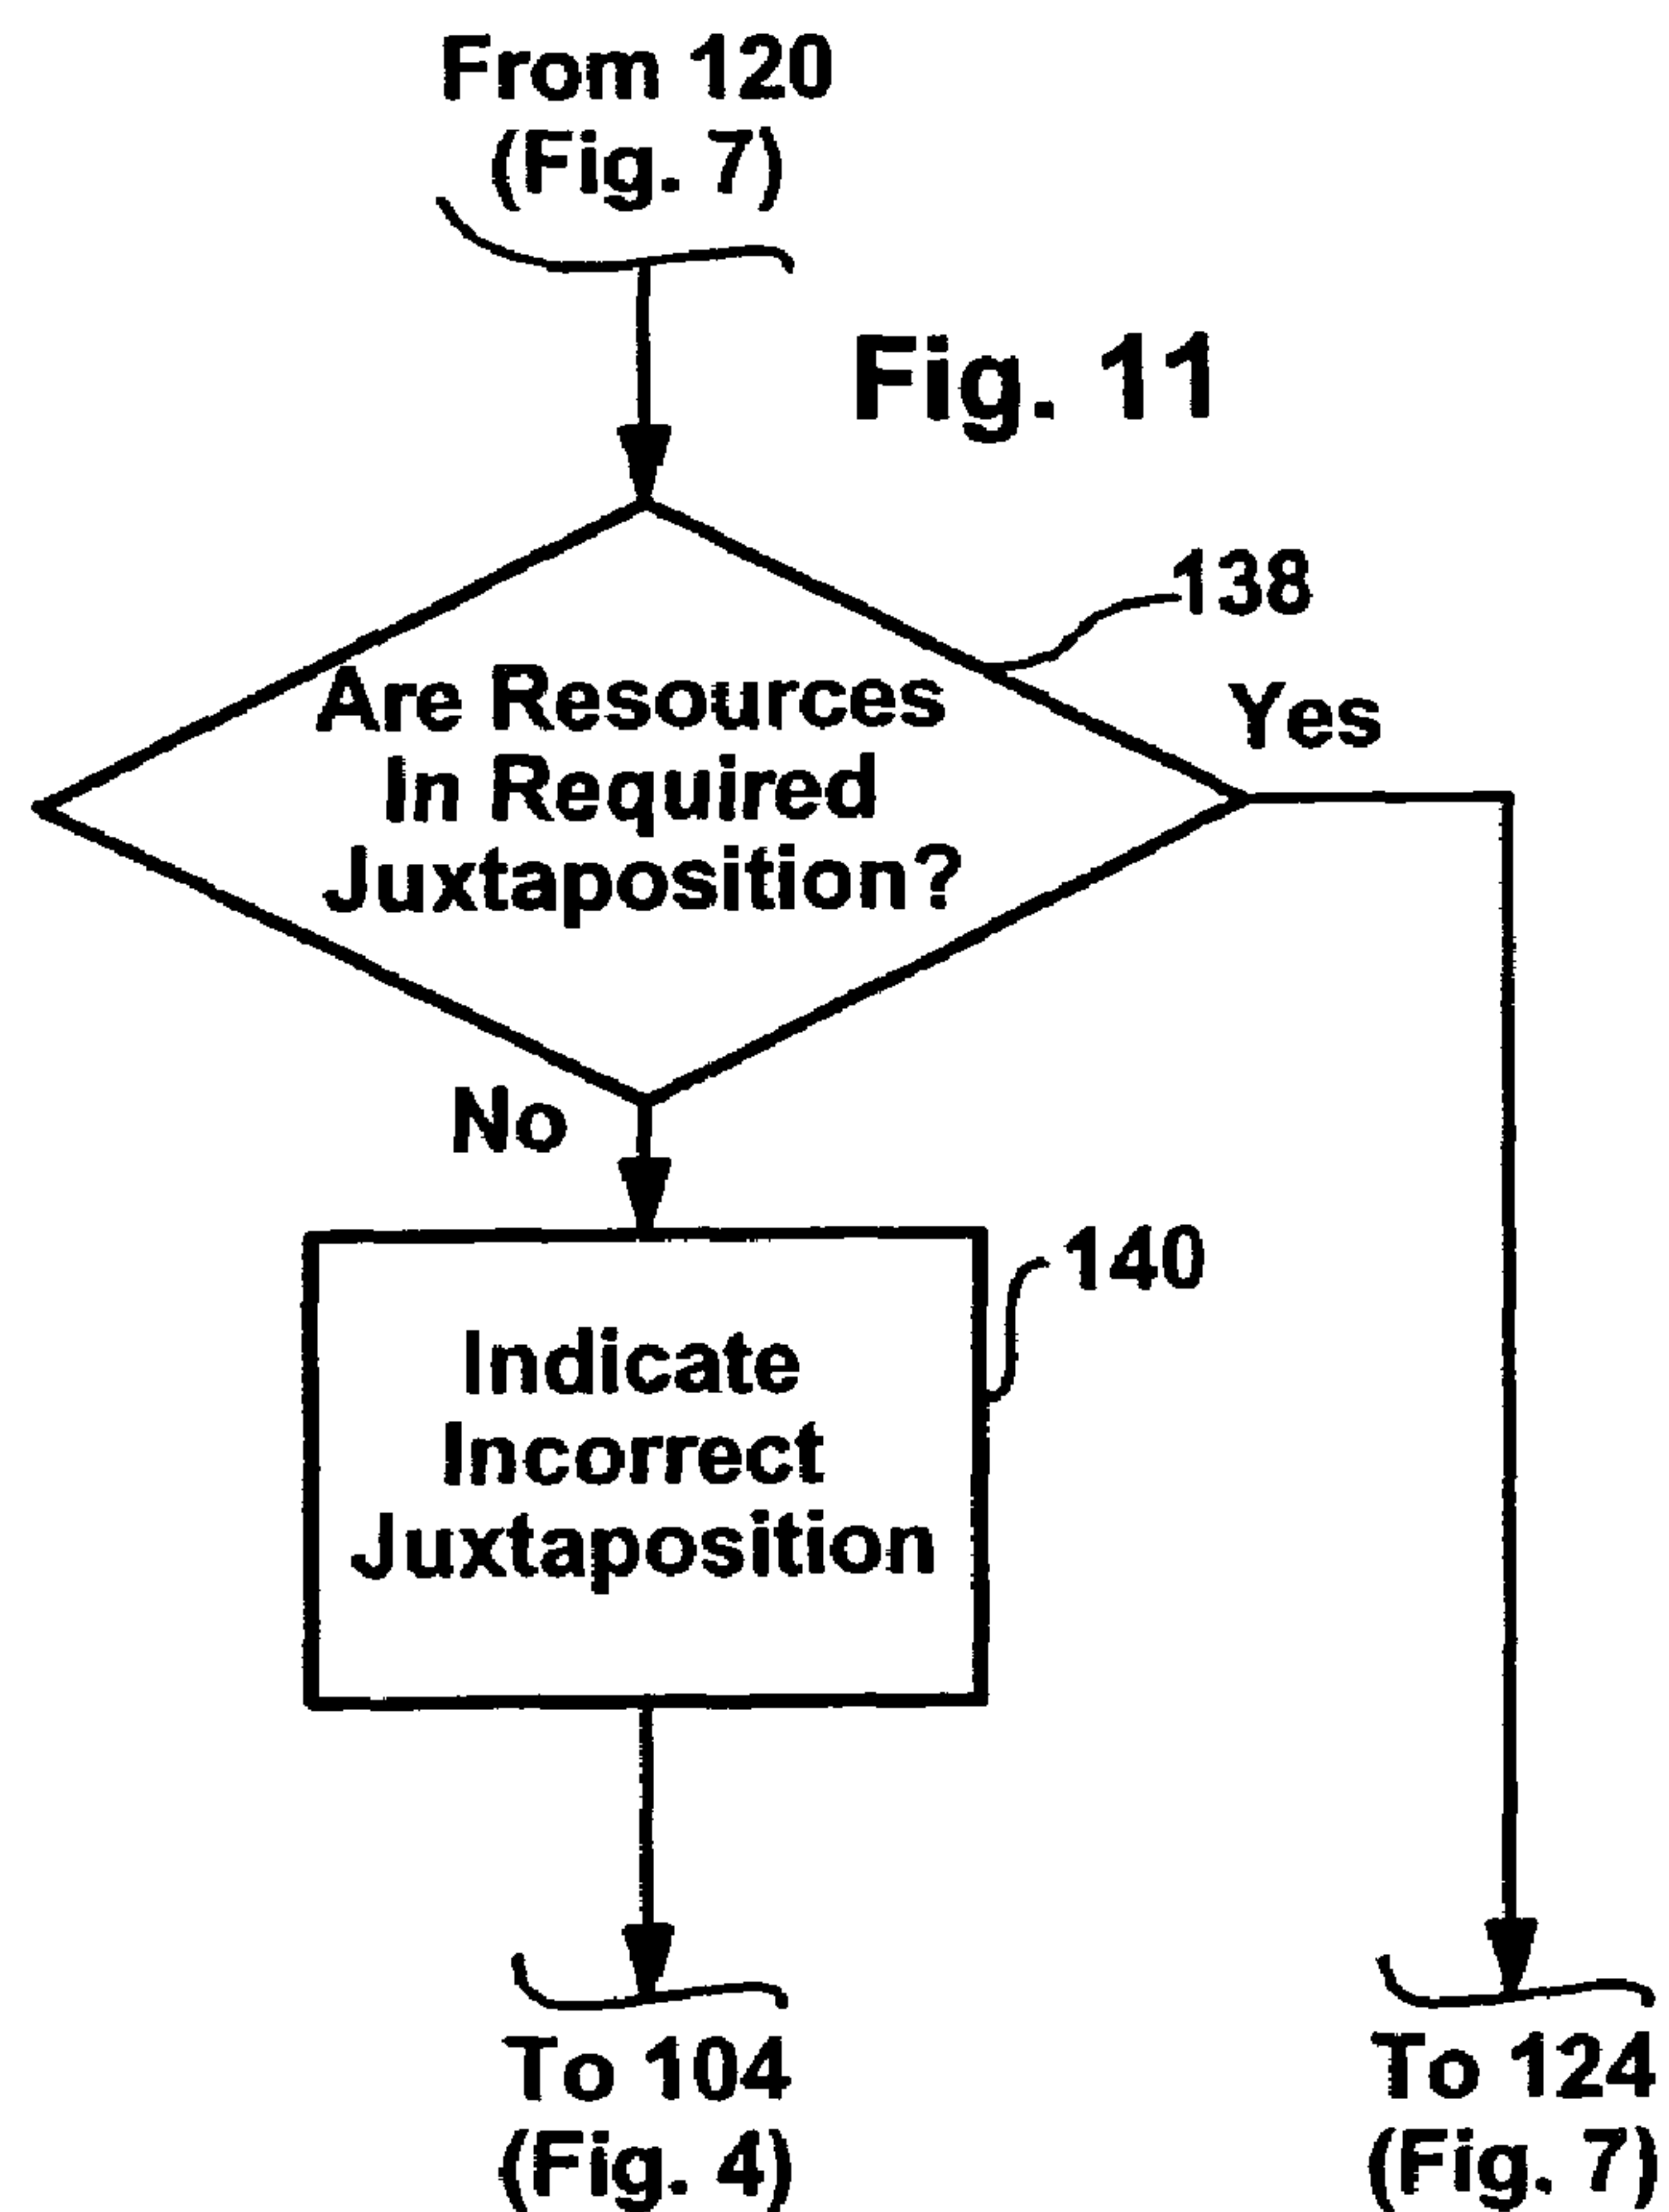 From 120
(Fig. 7)
Fig. 11
138
Are Resources
In Required
Juxtaposition?
Yes
No
140
Indicate
Incorrect
Juxtaposition
To 104
(Fig. 4)
To 124
(Fig. 7)